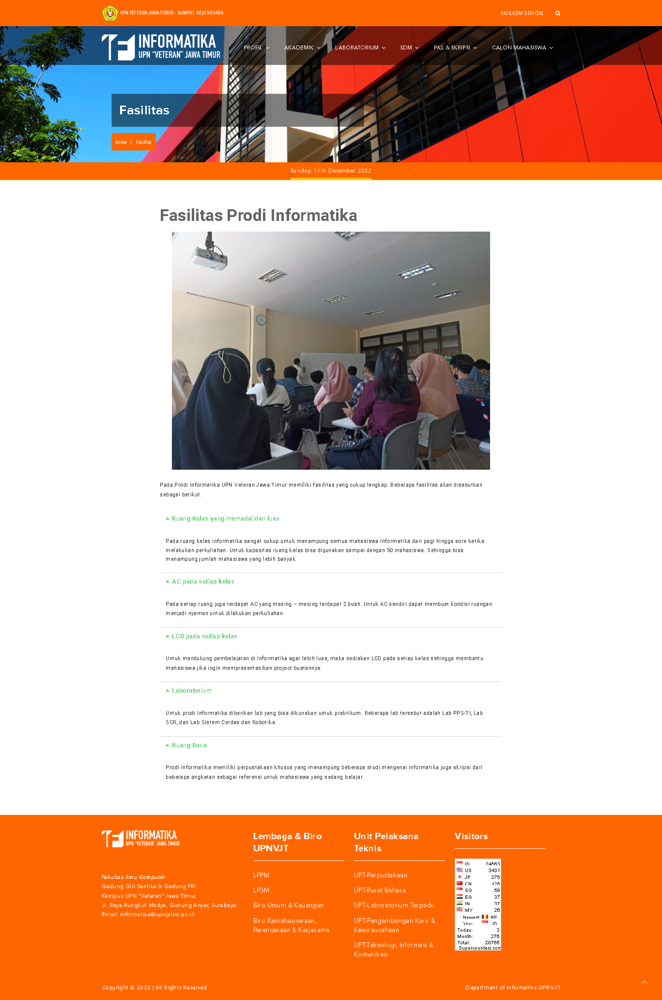 UPN VETERAN JAWA TIMUR - KAMPUS BELA NEGARA
FASILKOM OFFICIAL
INFORMATIKA
UPN “VETERAN” JAWA TIMUR
PROFIL
AKADEMIK
LABORATORIUM
SDM
PKL & SKRIPSI
CALON MAHASISWA
Fasilitas
Home / Fasilitas
Sunday, 11th December 2022
Fasilitas Prodi Informatika
Pada Prodi Informatika UPN Veteran Jawa Timur memiliki fasilitas yang cukup lengkap. Beberapa fasilitas akan disebutkan
sebagai berikut.
Ruang Kelas yang memadai dan luas
Pada ruang kelas informatika sangat cukup untuk menampung semua mahasiswa Informatika dari pagi hingga sore ketika
melakukan perkuliahan. Untuk kapasitas ruang kelas bisa digunakan sampai dengan 50 mahasiswa. Sehingga bisa
menampung jumlah mahasiswa yang lebih banyak
AC pada setiap kelas
Pada setiap ruang juga terdapat AC yang masing – masing terdapat 2 buah. Untuk AC sendiri dapat membuat kondisi ruangan
menjadi nyaman untuk dilakukan perkuliahan.
LCD pada setiap kelas
Untuk mendukung pembelajaran di Informatika agar lebih luas, maka sediakan LCD pada setiap kelas sehingga membantu
mahasiswa jika ingin mempresentasikan project buatannya.
Laboratorium
Untuk prodi Informatika diberikan lab yang bisa dikunakan untuk praktikum. Beberapa lab tersebut adalah Lab PPS-TI, Lab
SCR, dan Lab Sistem Cerdas dan Robotika.
Ruang Baca
Prodi Informatika memiliki perpustakaan khusus yang menampung beberapa studi mengenai informatika juga skripsi dari
beberapa angkatan sebagai referensi untuk mahasiswa yang sedang belajar.
INFORMATIKA
UPN “VETERAN” JAWA TIMUR
Fakultas Ilmu Komputer
Gedung Giri Santika & Gedung FIK
Kampus UPN "Veteran" Jawa Timur,
Jl. Raya Rungkut Madya, Gunung Anyar, Surabaya.
Email: informatika@upnjatim.ac.id
Lembaga & Biro
UPNVJT
LPPM
LP3M
Biro Umum & Keuangan
Biro Kemahasiswaan,
Perencanaan & Kerjasama
Unit Pelaksana
Teknis
UPT-Perpustakaan
UPT-Pusat Bahasa
UPT-Laboratorium Terpadu
UPT-Pengembangan Karir &
Kewirausahaan
UPT-Teknologi, Informasi &
Komunikasi
Visitors
ID 24563
US 3431
JP 275
CN 125
SG 58
EG 37
IN 37
MY 26
Newest: BE
You: ID
Today: 3
Month: 276
Total: 28765
Supercounters.com
Copyright © 2022 | All Rights Reserved
Department of Informatics UPNVJT